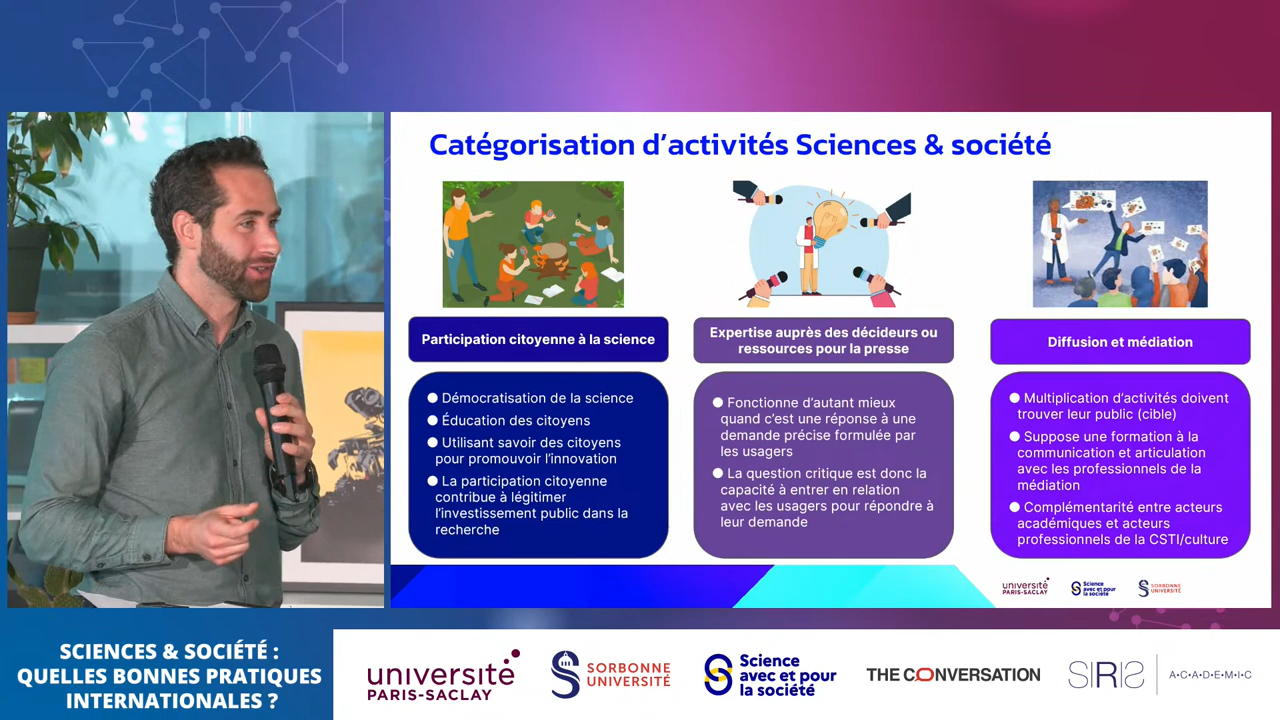 Catégorisation d'activités Sciences & société
Participation citoyenne à la science
● Démocratisation de la science
● Éducation des citoyens
● Utilisant savoir des citoyens
pour promouvoir l'innovation
● La participation citoyenne
contribue à légitimer
l'investissement public dans la
recherche
Expertise auprès des décideurs ou
ressources pour la presse
● Fonctionne d'autant mieux
quand c'est une réponse à une
demande précise formulée par
les usagers
● La question critique est donc la
capacité à entrer en relation
avec les usagers pour répondre à
leur demande
Diffusion et médiation
● Multiplication d'activités doivent
trouver leur public (cible)
● Suppose une formation à la
communication et articulation
avec les professionnels de la
médiation
● Complémentarité entre acteurs
académiques et acteurs
professionnels de la CSTI/culture
université
PARIS-SACLAY
Science
avec et pour
la société
SORBONNE
UNIVERSITÉ
SCIENCES & SOCIÉTÉ :
QUELLES BONNES PRATIQUES
INTERNATIONALES ?
université
PARIS-SACLAY
SORBONNE
UNIVERSITÉ
Science
avec et pour
la société
THE CONVERSATION
SIRIS
A·C·A·D·E·M·I·C